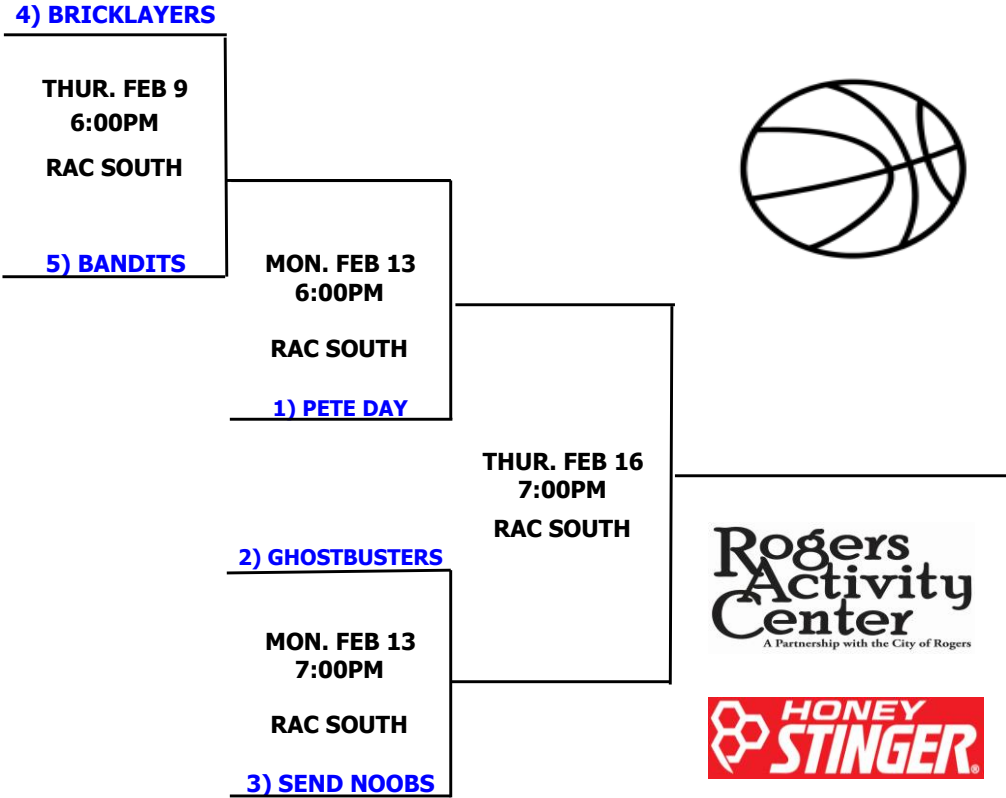 4) BRICKLAYERS
THUR. FEB 9
6:00PM
RAC SOUTH
5) BANDITS
MON. FEB 13
6:00PM
RAC SOUTH
1) PETE DAY
THUR. FEB 16
7:00PM
RAC SOUTH
2) GHOSTBUSTERS
MON. FEB 13
7:00PM
RAC SOUTH
3) SEND NOOBS
Rogers
Activity
Center
A Partnership with the City of Rogers
HONEY
STINGER®